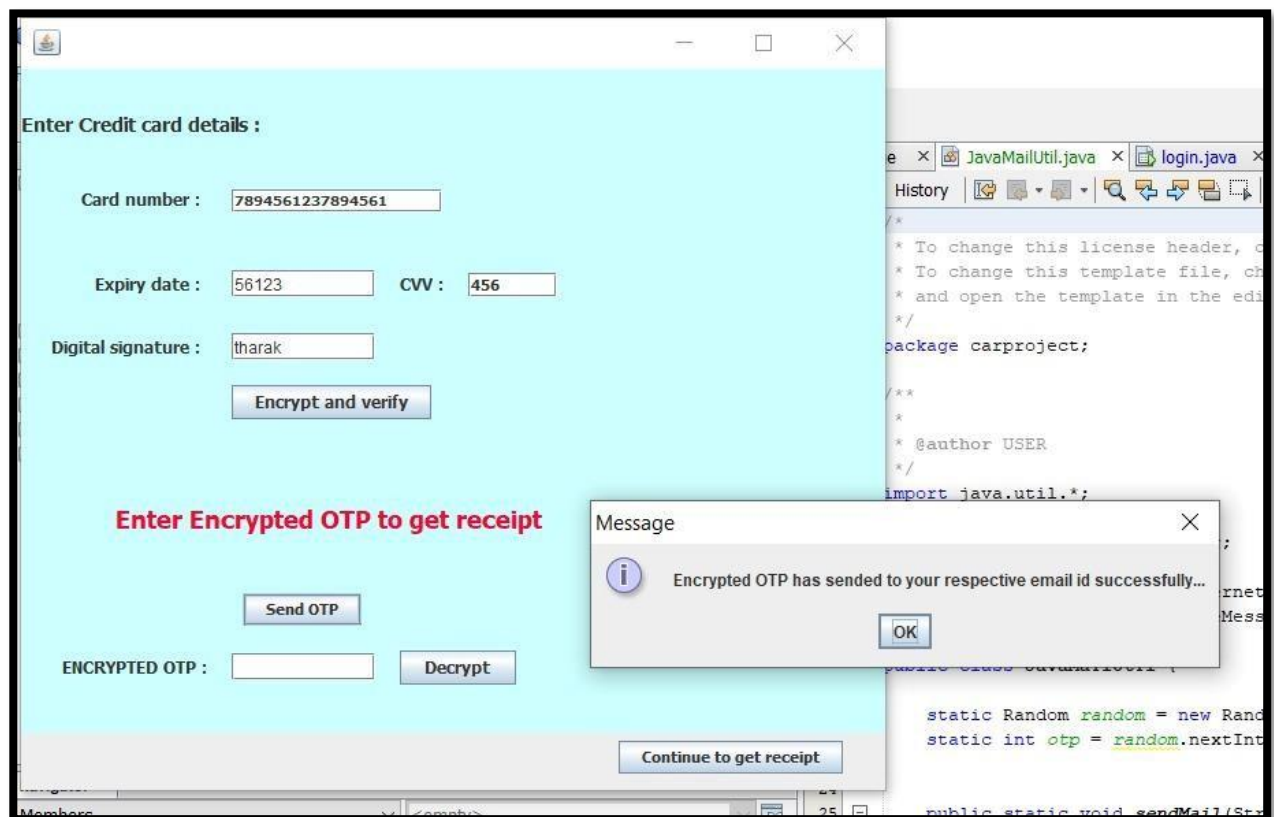 Enter Credit card details :
Card number : 7894561237894561
Expiry date : 56123 CVV : 456
Digital signature : tharak
Encrypt and verify
Enter Encrypted OTP to get receipt
Send OTP
ENCRYPTED OTP :
Decrypt
Continue to get receipt
Message
Encrypted OTP has sended to your respective email id successfully...
OK
e JavaMailUtil.java login.java
History
/*
* To change this license header,
* To change this template file,
* and open the template in the
*/
package carproject;
/**
*
* @author USER
*/
import java.util.*;
;
static Random random = new
static int otp = random.nextInt
25 public static void sendMail(
Members <empty>